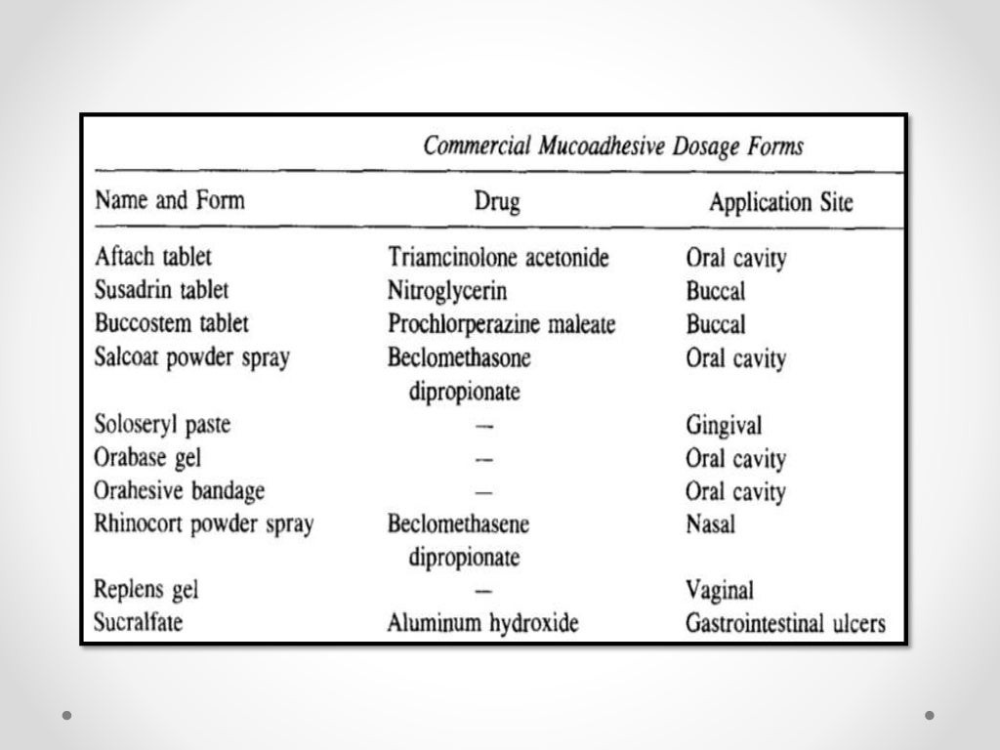 Commercial Mucoadhesive Dosage Forms
Name and Form Drug Application Site
Aftach tablet Triamcinolone acetonide Oral cavity
Susadrin tablet Nitroglycerin Buccal
Buccostem tablet Prochlorperazine maleate Buccal
Salcoat powder spray Beclomethasone Oral cavity
dipropionate
Soloseryl paste — Gingival
Orabase gel — Oral cavity
Orahesive bandage — Oral cavity
Rhinocort powder spray Beclomethasene Nasal
dipropionate
Replens gel — Vaginal
Sucralfate Aluminum hydroxide Gastrointestinal ulcers